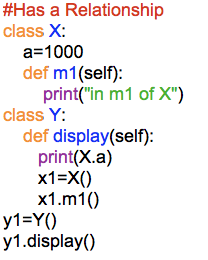 #Has a Relationship
class X:
    a=1000
    def m1(self):
        print("in m1 of X")
class Y:
    def display(self):
       print(X.a)
       x1=X()
       x1.m1()
y1=Y()
y1.display()